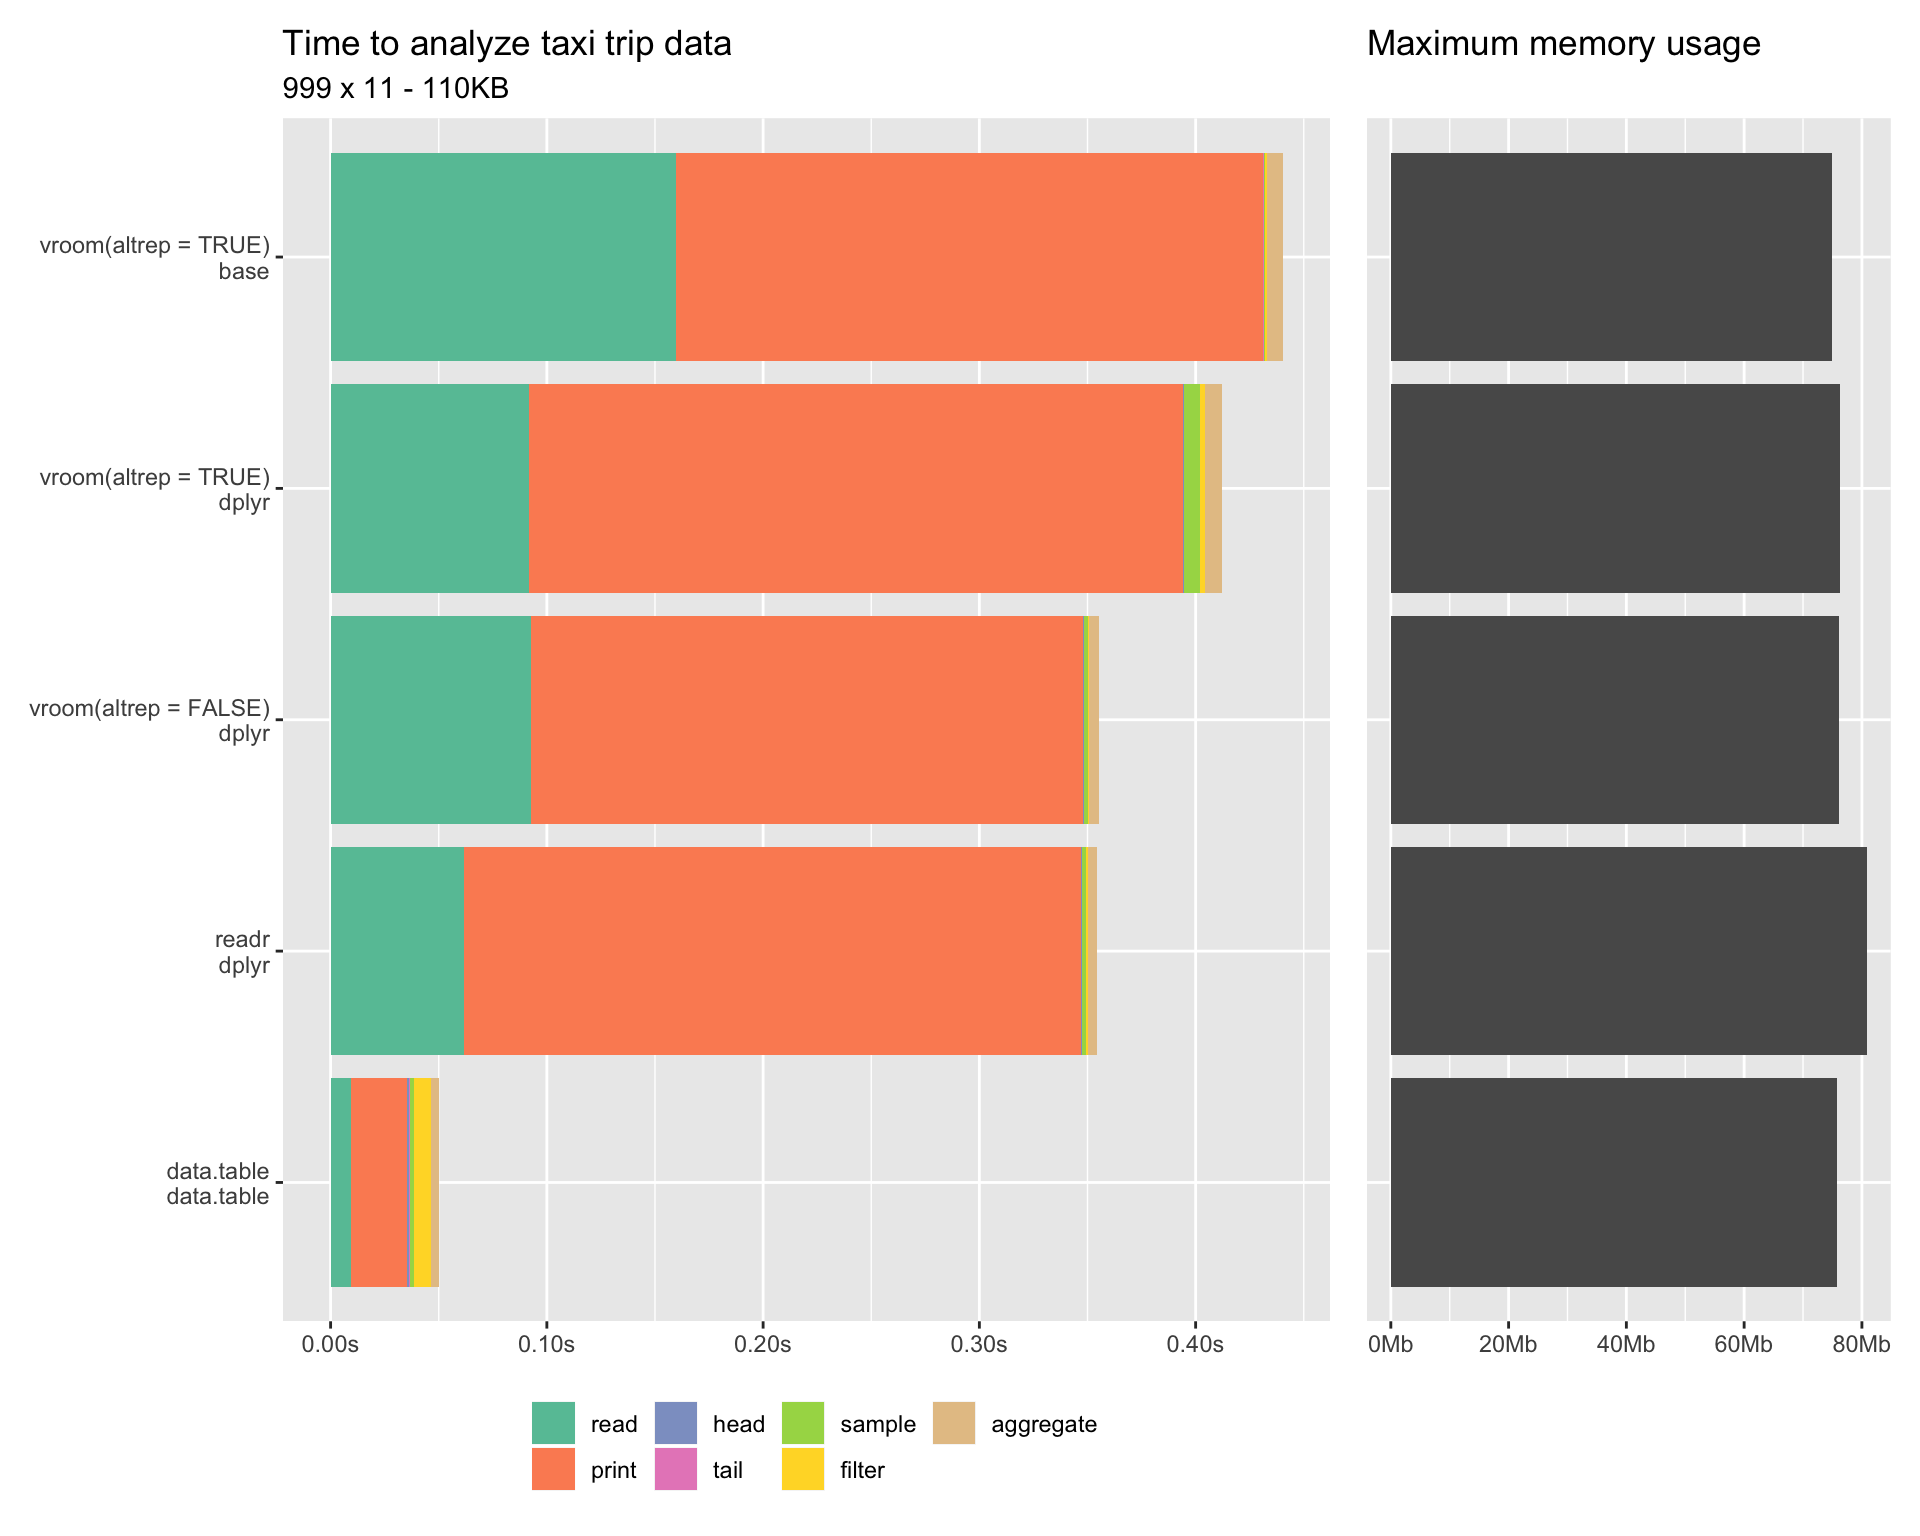 Time to analyze taxi trip data
999 x 11 - 110KB
Maximum memory usage
vroom(altrep = TRUE)
base
vroom(altrep = TRUE)
dplyr
vroom(altrep = FALSE)
dplyr
readr
dplyr
data.table
data.table
0.00s 0.10s 0.20s 0.30s 0.40s
0Mb 20Mb 40Mb 60Mb 80Mb
read head sample aggregate
print tail filter